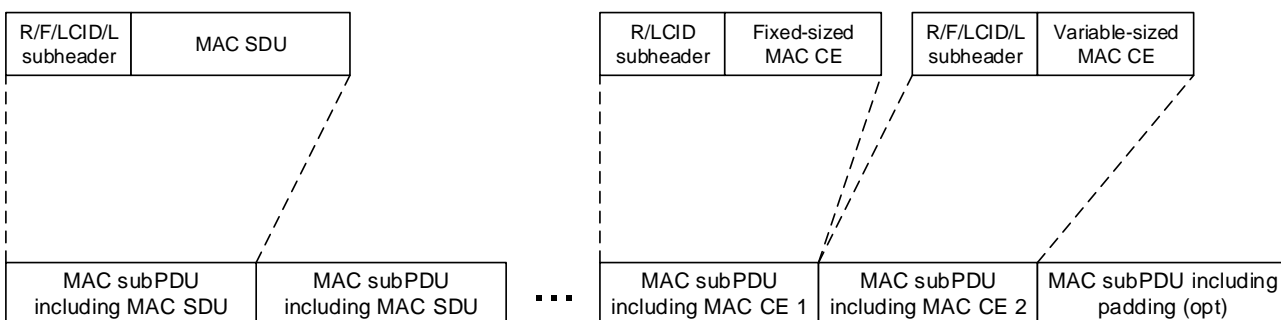 R/F/LCID/L
subheader
MAC SDU
R/LCID
subheader
Fixed-sized
MAC CE
R/F/LCID/L
subheader
Variable-sized
MAC CE
MAC subPDU
including MAC SDU
MAC subPDU
including MAC SDU
...
MAC subPDU
including MAC CE 1
MAC subPDU
including MAC CE 2
MAC subPDU including
padding (opt)